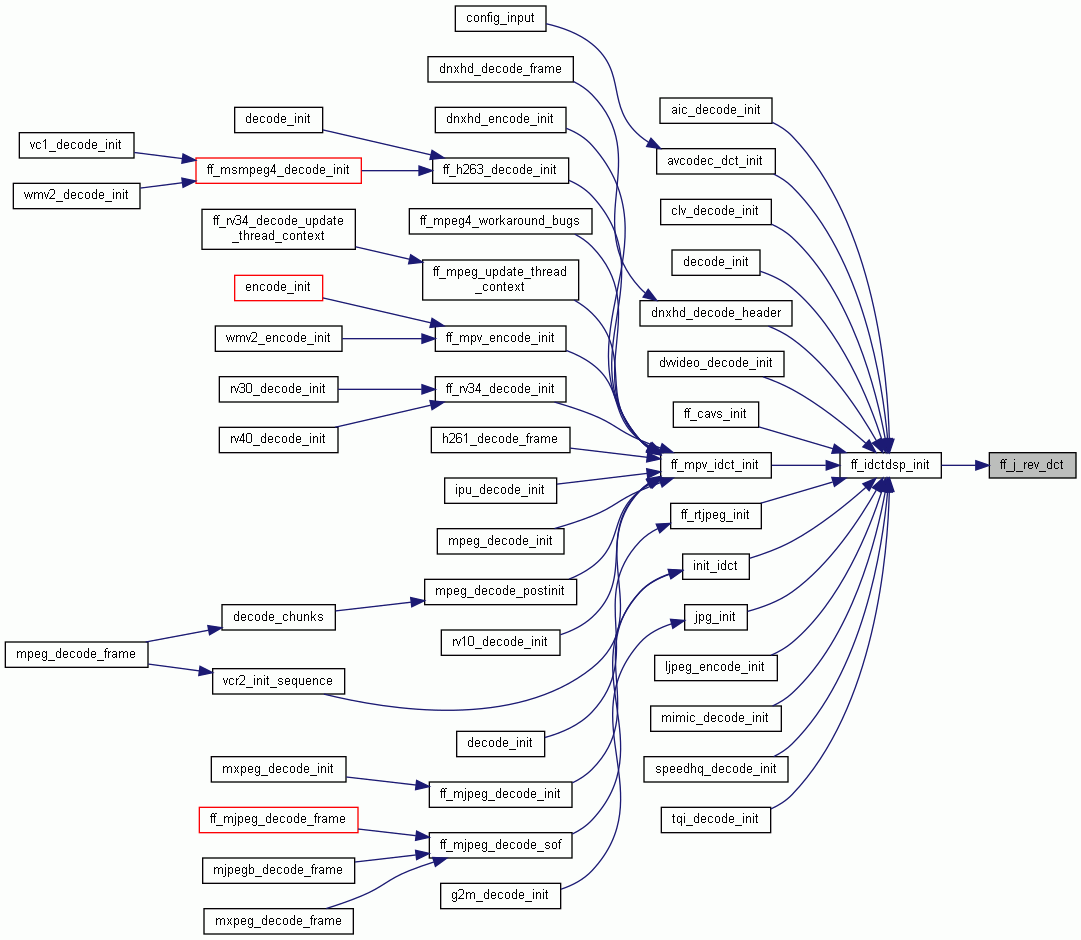 config_input
dnxhd_decode_frame
aic_decode_init
decode_init
dnxhd_encode_init
vc1_decode_init
avcodec_dct_init
ff_msmpeg4_decode_init
ff_h263_decode_init
wmv2_decode_init
clv_decode_init
ff_rv34_decode_update
_thread_context
ff_mpeg4_workaround_bugs
decode_init
ff_mpeg_update_thread
_context
encode_init
dnxhd_decode_header
wmv2_encode_init
ff_mpv_encode_init
dvvideo_decode_init
rv30_decode_init
ff_rv34_decode_init
ff_cavs_init
rv40_decode_init
h261_decode_frame
ff_mpv_idct_init
ff_idctdsp_init
ff_j_rev_dct
ipu_decode_init
ff_rtjpeg_init
mpeg_decode_init
init_idct
mpeg_decode_postinit
decode_chunks
jpg_init
rv10_decode_init
mpeg_decode_frame
ljpeg_encode_init
vcr2_init_sequence
mimic_decode_init
decode_init
mxpeg_decode_init
speedhq_decode_init
ff_mjpeg_decode_init
ff_mjpeg_decode_frame
tqi_decode_init
ff_mjpeg_decode_sof
mjpegb_decode_frame
g2m_decode_init
mxpeg_decode_frame